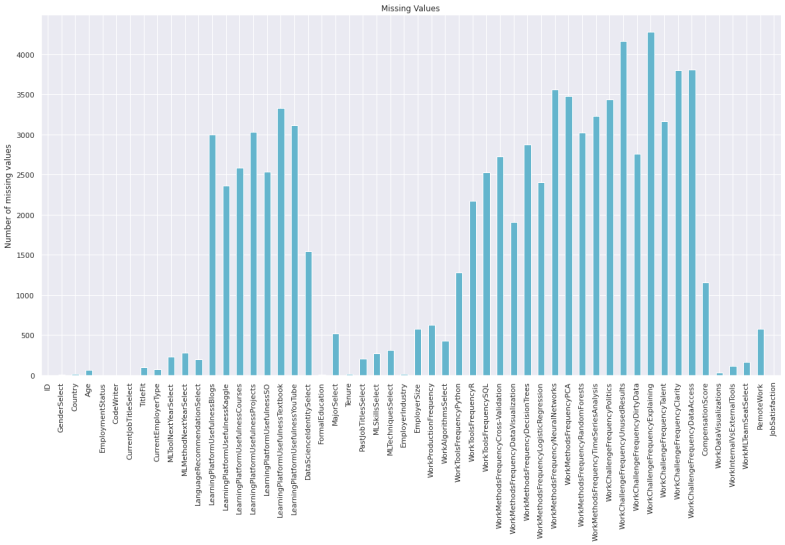 Missing Values
Number of missing values
4000
3500
3000
2500
2000
1500
1000
500
0
ID
GenderSelect
Country
Age
EmploymentStatus
CodeWriter
CurrentJobTitleSelect
TitleFit
CurrentEmployerType
MLToolNextYearSelect
MLMethodNextYearSelect
LanguageRecommendationSelect
LearningPlatformUsefulnessBlogs
LearningPlatformUsefulnessKaggle
LearningPlatformUsefulnessCourses
LearningPlatformUsefulnessProjects
LearningPlatformUsefulnessSO
LearningPlatformUsefulnessTextbook
LearningPlatformUsefulnessYouTube
DataScienceIdentitySelect
FormalEducation
MajorSelect
Tenure
PastJobTitlesSelect
MLSkillsSelect
MLTechniquesSelect
EmployerIndustry
EmployerSize
WorkProductionFrequency
WorkAlgorithmsSelect
WorkToolsFrequencyPython
WorkToolsFrequencyR
WorkToolsFrequencySQL
WorkMethodsFrequencyCross-Validation
WorkMethodsFrequencyDataVisualization
WorkMethodsFrequencyDecisionTrees
WorkMethodsFrequencyLogisticRegression
WorkMethodsFrequencyNeuralNetworks
WorkMethodsFrequencyPCA
WorkMethodsFrequencyRandomForests
WorkMethodsFrequencyTimeSeriesAnalysis
WorkChallengeFrequencyPolitics
WorkChallengeFrequencyUnusedResults
WorkChallengeFrequencyDirtyData
WorkChallengeFrequencyExplaining
WorkChallengeFrequencyTalent
WorkChallengeFrequencyClarity
WorkChallengeFrequencyDataAccess
CompensationScore
WorkDataVisualizations
WorkInternalVsExternalTools
WorkMLTeamSeatSelect
RemoteWork
JobSatisfaction